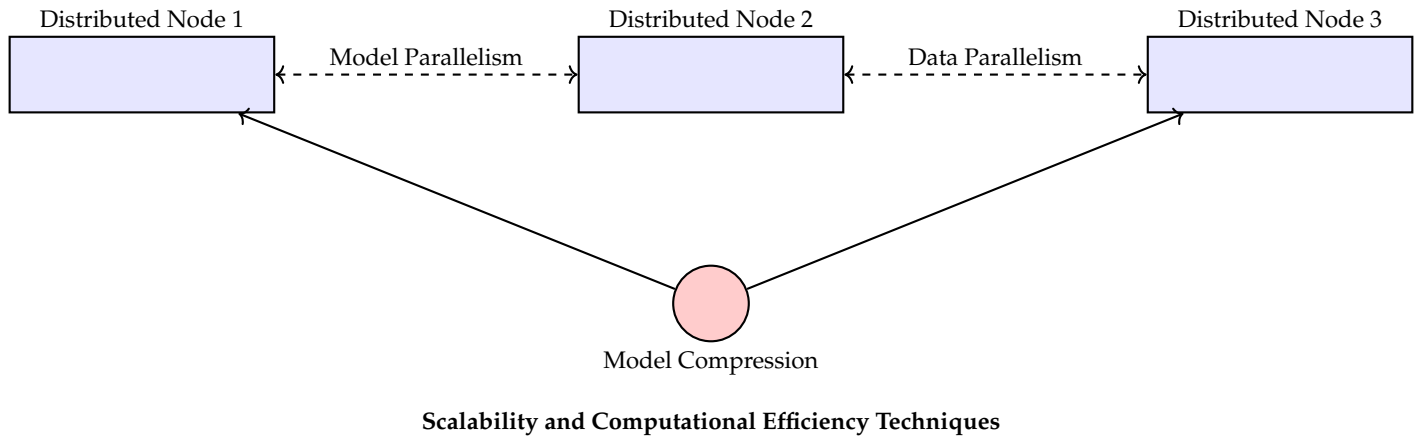 Distributed Node 1
Distributed Node 2
Distributed Node 3
Model Parallelism
Data Parallelism
Model Compression
Scalability and Computational Efficiency Techniques